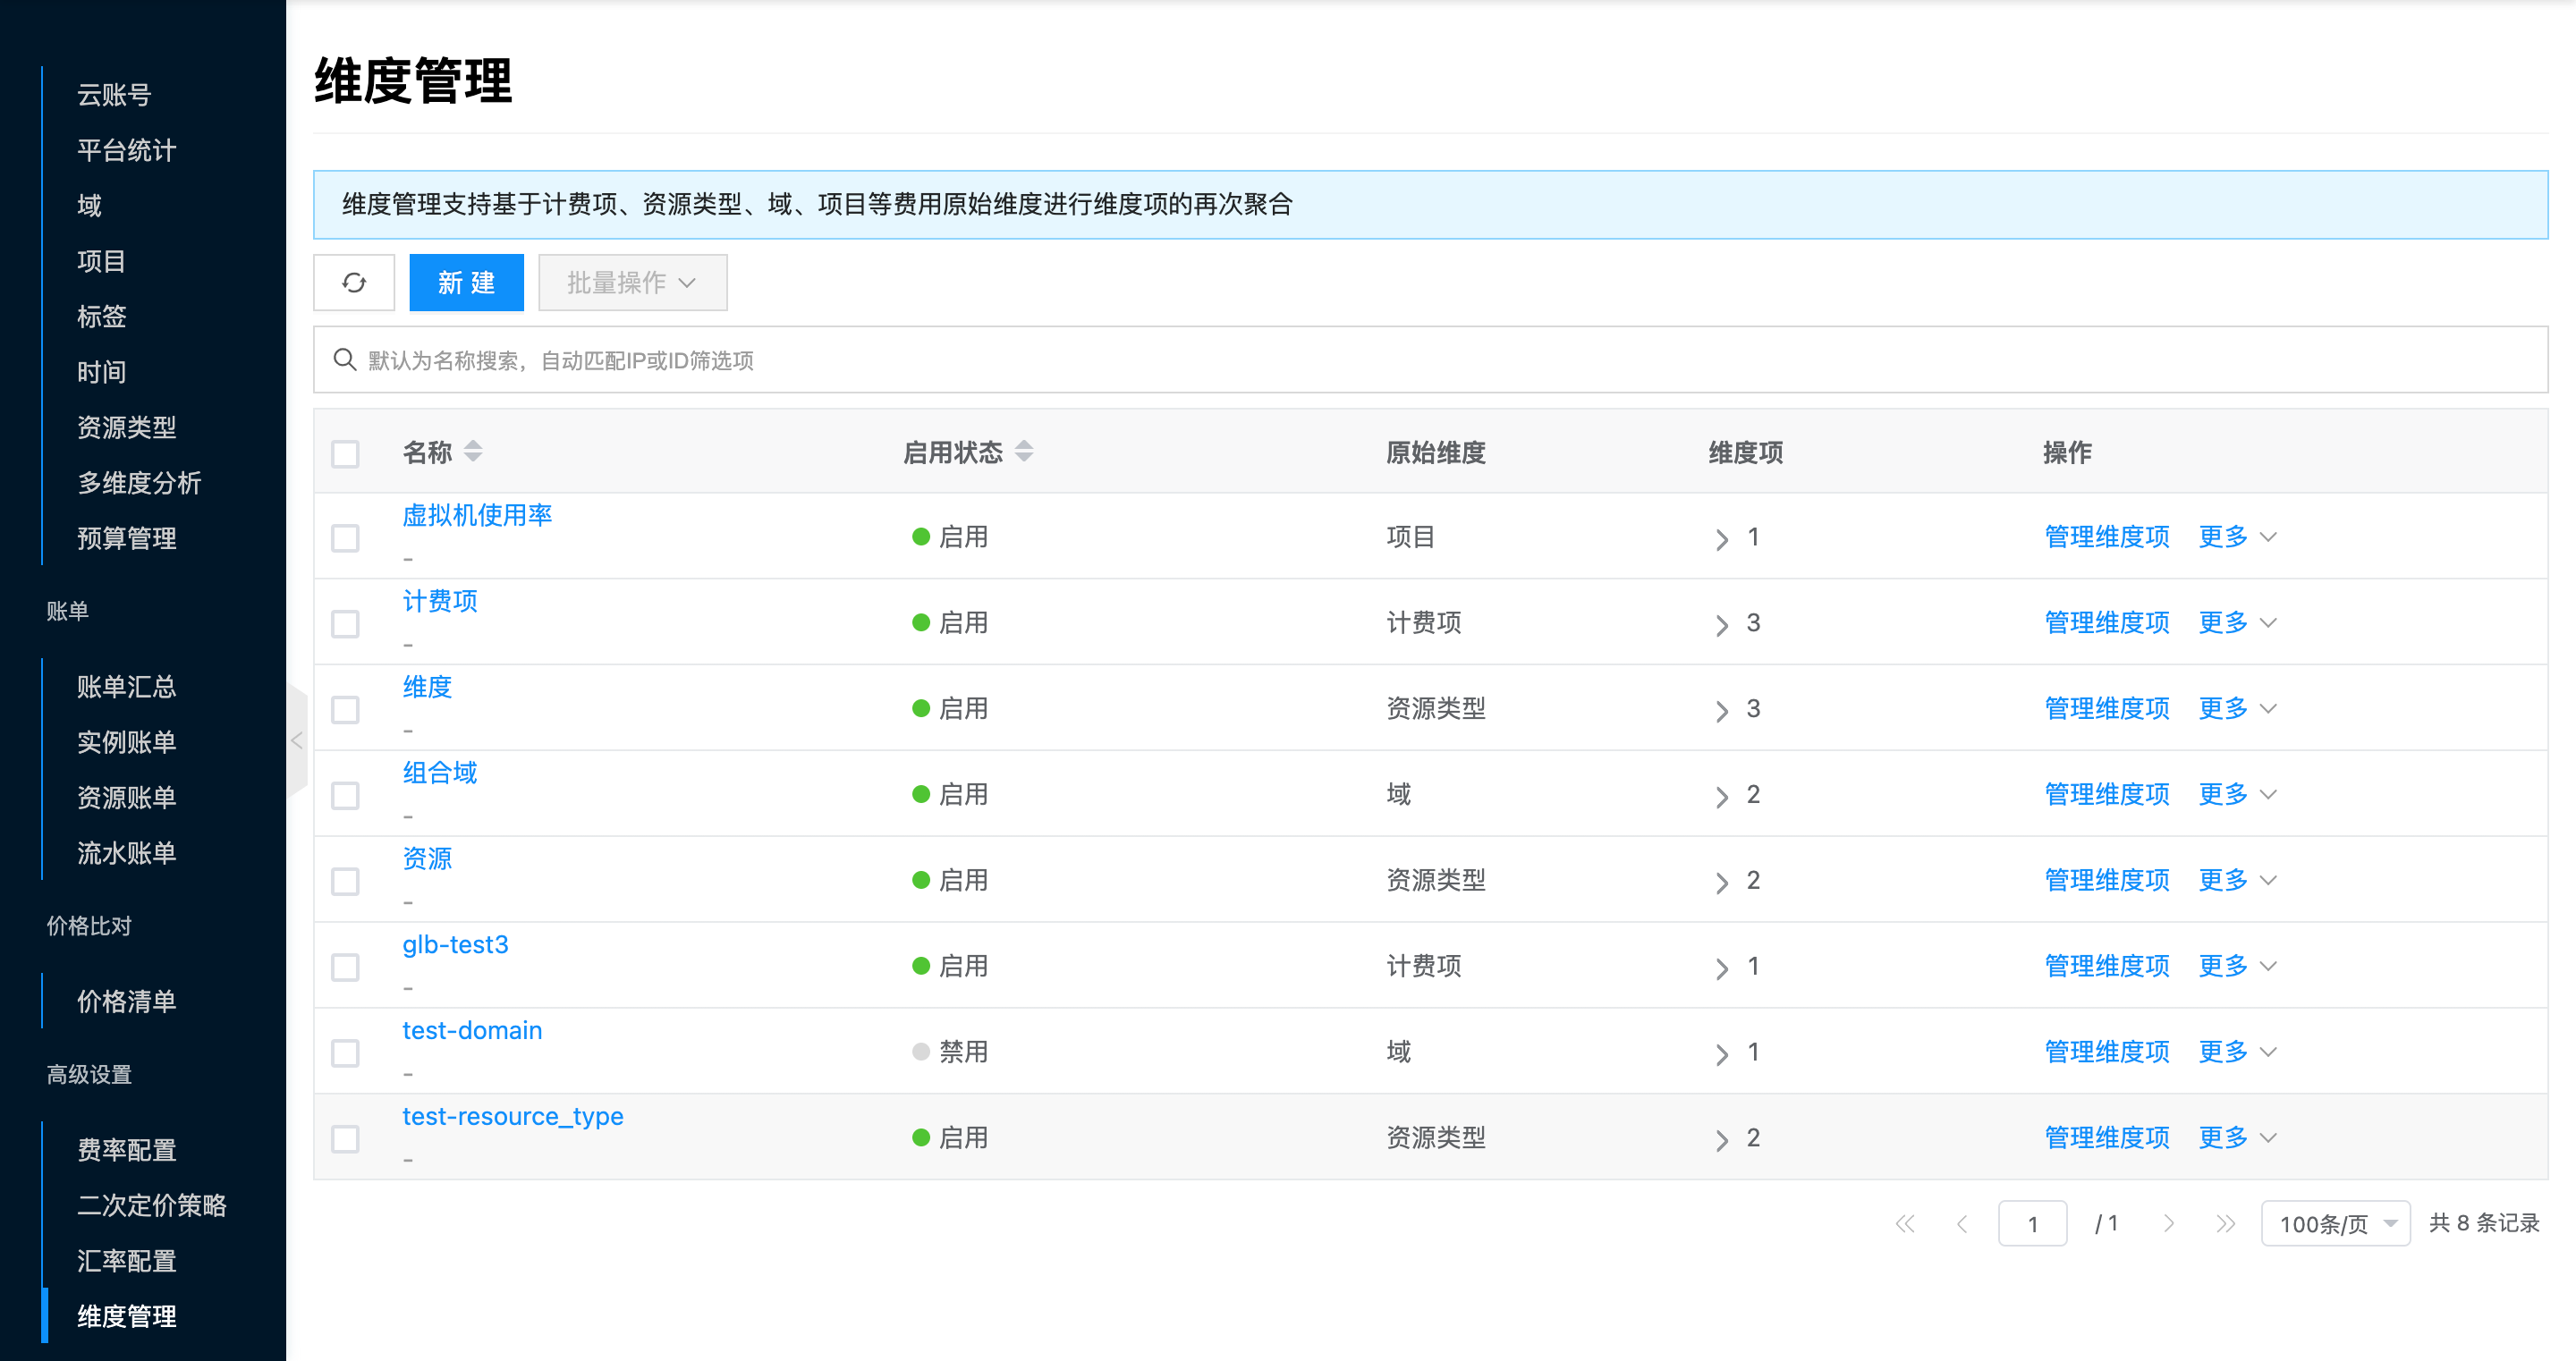 云账号
平台统计
域
项目
标签
时间
资源类型
多维度分析
预算管理
账单
账单汇总
实例账单
资源账单
流水账单
价格比对
价格清单
高级设置
费率配置
二次定价策略
汇率配置
维度管理
维度管理
维度管理支持基于计费项、资源类型、域、项目等费用原始维度进行维度项的再次聚合
新 建 批量操作
默认为名称搜索，自动匹配IP或ID筛选项
名称 启用状态 原始维度 维度项 操作
虚拟机使用率
-
启用 项目 1 管理维度项 更多
计费项
-
启用 计费项 3 管理维度项 更多
维度
-
启用 资源类型 3 管理维度项 更多
组合域
-
启用 域 2 管理维度项 更多
资源
-
启用 资源类型 2 管理维度项 更多
glb-test3
-
启用 计费项 1 管理维度项 更多
test-domain
-
禁用 域 1 管理维度项 更多
test-resource_type
-
启用 资源类型 2 管理维度项 更多
1 / 1 100条/页 共 8 条记录